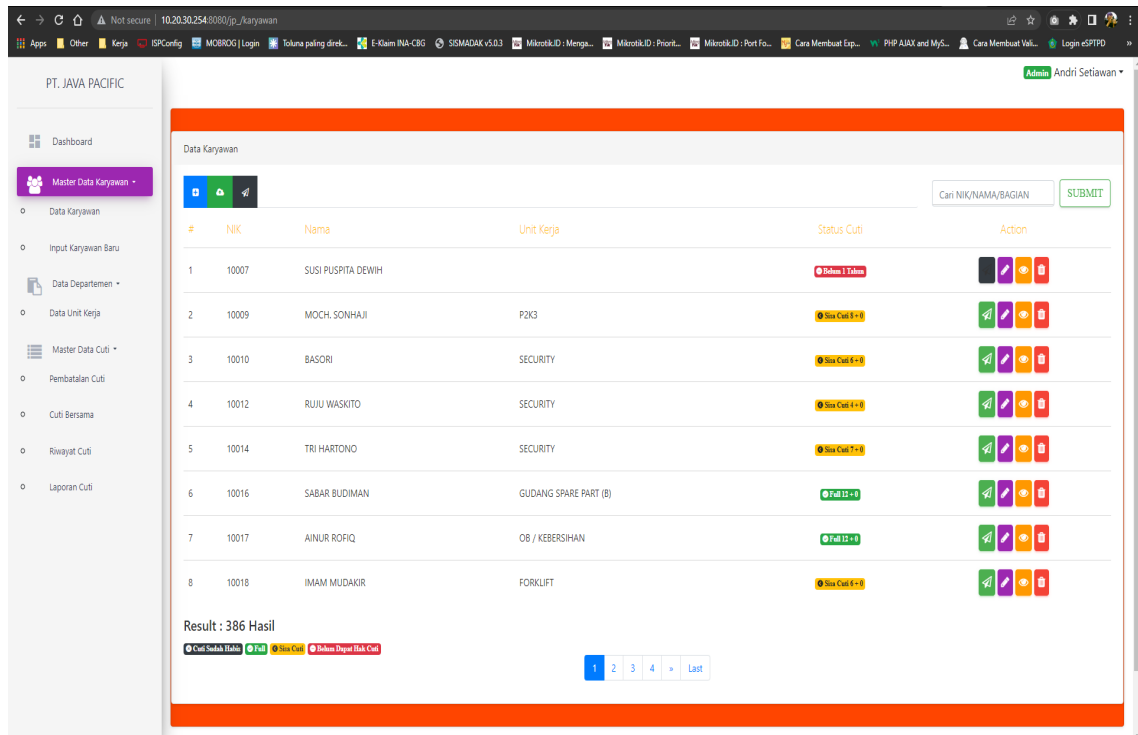 Not secure | 10.20.30.254:8080/jp_/karyawan
Apps Other Kerja ISPConfig MOBROG | Login Toluna paling direk... E-Klaim INA-CBG SISMADAK v5.0.3 Mikrotik.ID : Menga... Mikrotik.ID : Priorit... Mikrotik.ID : Port Fo... Cara Membuat Exp... PHP AJAX and MyS... Cara Membuat Vali... Login eSPTPD »
PT. JAVA PACIFIC
Admin Andri Setiawan
Dashboard
Master Data Karyawan
Data Karyawan
Input Karyawan Baru
Data Departemen
Data Unit Kerja
Master Data Cuti
Pembatalan Cuti
Cuti Bersama
Riwayat Cuti
Laporan Cuti
Data Karyawan
Cari NIK/NAMA/BAGIAN SUBMIT
# NIK Nama Unit Kerja Status Cuti Action
1 10007 SUSI PUSPITA DEWIH Belum 1 Tahun
2 10009 MOCH. SONHAJI P2K3 Sisa Cuti 8 + 0
3 10010 BASORI SECURITY Sisa Cuti 6 + 0
4 10012 RUJU WASKITO SECURITY Sisa Cuti 4 + 0
5 10014 TRI HARTONO SECURITY Sisa Cuti 7 + 0
6 10016 SABAR BUDIMAN GUDANG SPARE PART (B) Full 12 + 0
7 10017 AINUR ROFIQ OB / KEBERSIHAN Full 12 + 0
8 10018 IMAM MUDAKIR FORKLIFT Sisa Cuti 6 + 0
Result : 386 Hasil
Cuti Sudah Habis Full Sisa Cuti Belum Dapat Hak Cuti
1 2 3 4 » Last